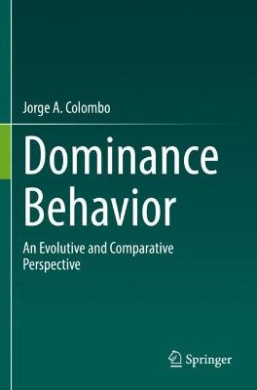 Jorge A. Colombo
Dominance
Behavior
An Evolutive and Comparative
Perspective
Springer